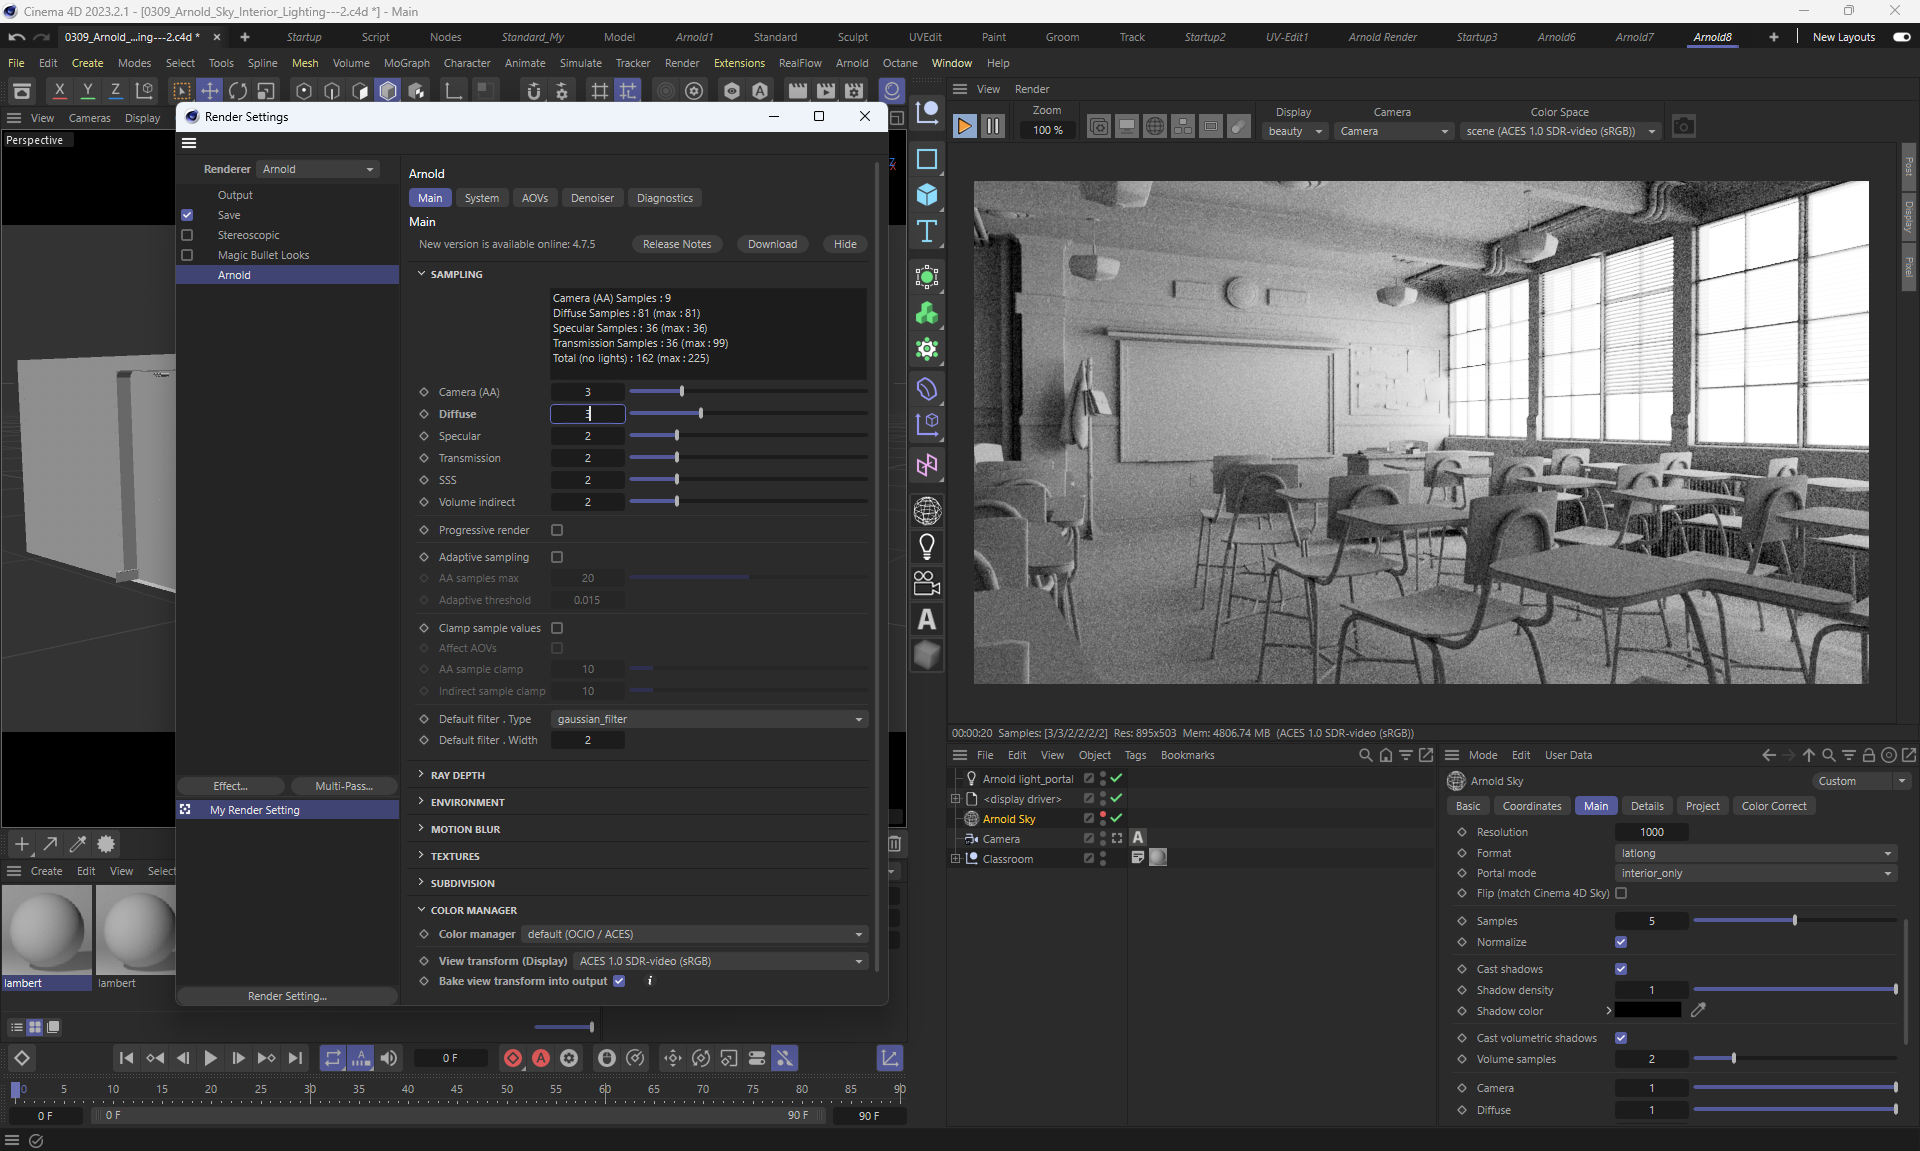 Cinema 4D 2023.2.1 - [0309_Arnold_Sky_Interior_Lighting---2.c4d *] - Main
0309_Arnold_...ing---2.c4d *
Startup
Script
Nodes
Standard_My
Model
Arnold1
Standard
Sculpt
UVEdit
Paint
Groom
Track
Startup2
UV-Edit1
Arnold Render
Startup3
Arnold6
Arnold7
Arnold8
New Layouts
File Edit Create Modes Select Tools Spline Mesh Volume MoGraph Character Animate Simulate Tracker Render Extensions RealFlow Arnold Octane Window Help
X Y Z
View Cameras Display
Perspective
Render Settings
Renderer Arnold
Output
Save
Stereoscopic
Magic Bullet Looks
Arnold
Effect...
Multi-Pass...
My Render Setting
Render Setting...
Arnold
Main System AOVs Denoiser Diagnostics
Main
New version is available online: 4.7.5
Release Notes
Download
Hide
SAMPLING
Camera (AA) Samples : 9
Diffuse Samples : 81 (max : 81)
Specular Samples : 36 (max : 36)
Transmission Samples : 36 (max : 99)
Total (no lights) : 162 (max : 225)
Camera (AA) 3
Diffuse 3
Specular 2
Transmission 2
SSS 2
Volume indirect 2
Progressive render
Adaptive sampling
AA samples max 20
Adaptive threshold 0.015
Clamp sample values
Affect AOVs
AA sample clamp 10
Indirect sample clamp 10
Default filter . Type gaussian_filter
Default filter . Width 2
RAY DEPTH
ENVIRONMENT
MOTION BLUR
TEXTURES
SUBDIVISION
COLOR MANAGER
Color manager default (OCIO / ACES)
View transform (Display) ACES 1.0 SDR-video (sRGB)
Bake view transform into output
View Render
Zoom
100 %
Display
beauty
Camera
Camera
Color Space
scene (ACES 1.0 SDR-video (sRGB))
Post
Display
Pixel
00:00:20 Samples: [3/3/2/2/2/2] Res: 895x503 Mem: 4806.74 MB (ACES 1.0 SDR-video (sRGB))
File Edit View Object Tags Bookmarks
Arnold light_portal
<display driver>
Arnold Sky
Camera
Classroom
Mode Edit User Data
Arnold Sky
Custom
Basic Coordinates Main Details Project Color Correct
Resolution 1000
Format latlong
Portal mode interior_only
Flip (match Cinema 4D Sky)
Samples 5
Normalize
Cast shadows
Shadow density 1
Shadow color
Cast volumetric shadows
Volume samples 2
Camera 1
Diffuse 1
Create Edit View Select
lambert
lambert
0 F
0 5 10 15 20 25 30 35 40 45 50 55 60 65 70 75 80 85 90
0 F
0 F
90 F
90 F